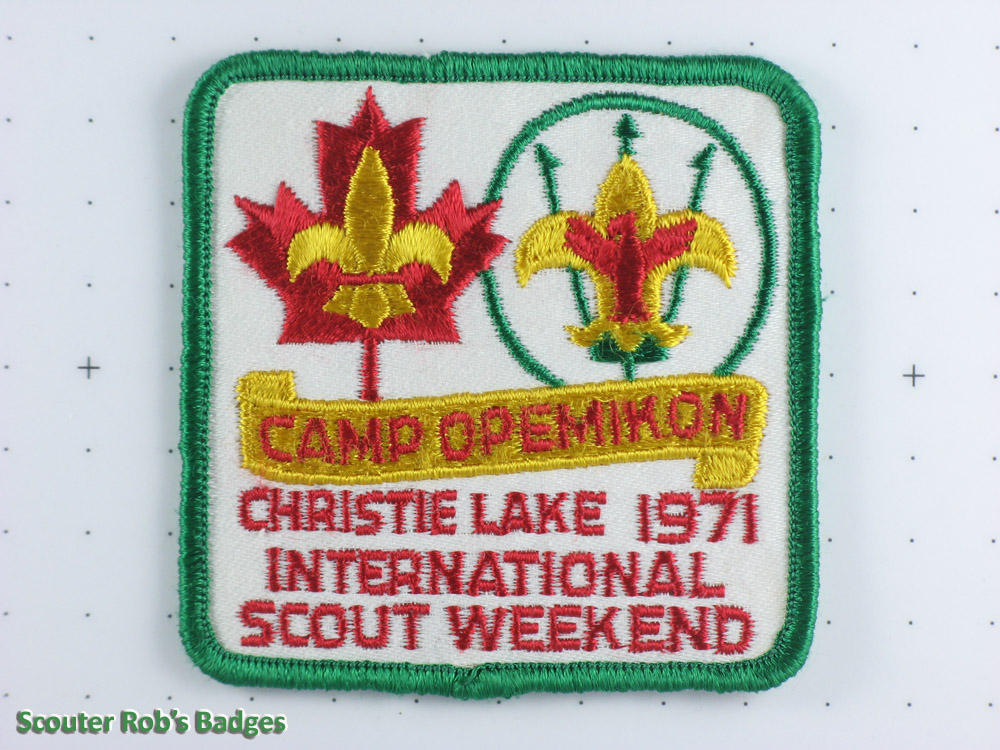 CAMP OPEMIKON
CHRISTIE LAKE 1971
INTERNATIONAL
SCOUT WEEKEND
Scouter Rob's Badges